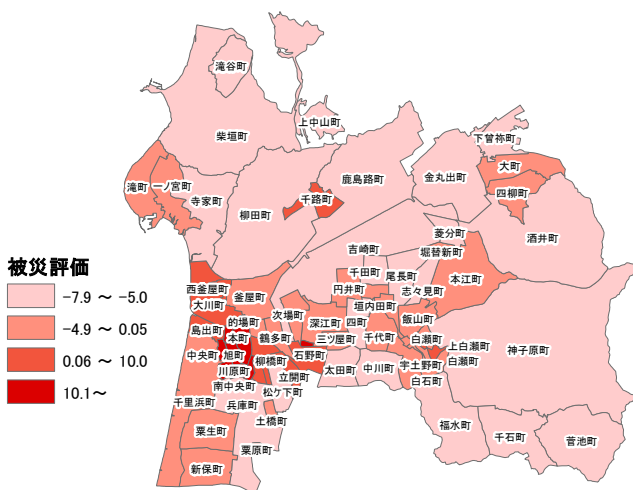 滝谷町
上中山町
柴垣町
下曽祢町
大町
滝町
一ノ宮町
寺家町
千路町
鹿島路町
金丸出町
四柳町
柳田町
酒井町
菱分町
吉崎町
堀替新町
千田町
尾長町
本江町
志々見町
円井町
被災評価
-7.9 ～ -5.0
-4.9 ～ 0.05
0.06 ～ 10.0
10.1～
西釜屋町
釜屋町
大川町
垣内田町
次場町
的場町
深江町
四町
飯山町
島出町
本町
鶴多町
三ツ屋町
千代町
白瀬町
上白瀬町
神子原町
中央町
旭町
柳橋町
石野町
白瀬町
宇土野町
川原町
立開町
太田町
中川町
白石町
南中央町
松ケ下町
千里浜町
兵庫町
土橋町
福水町
粟生町
千石町
菅池町
粟原町
新保町